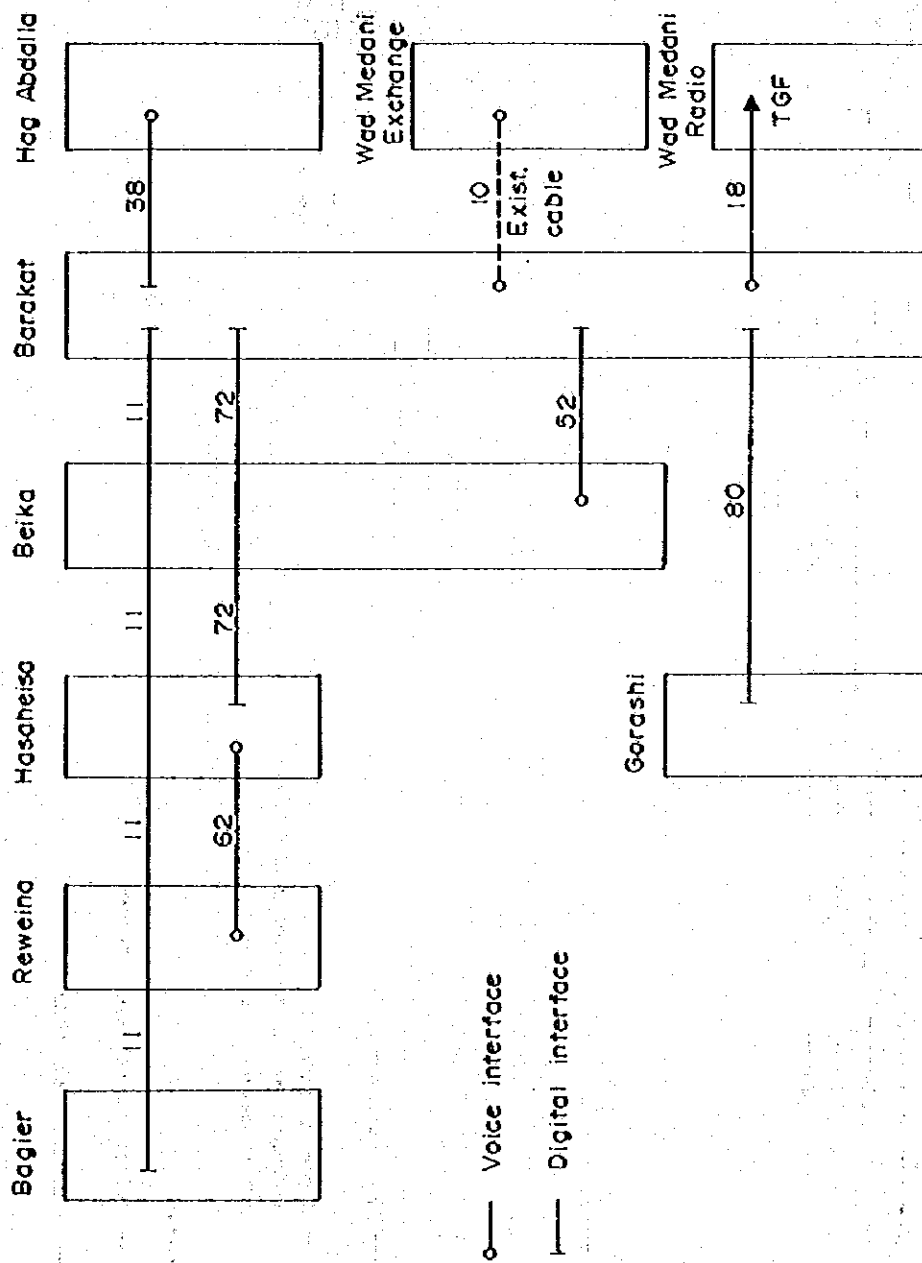 Bagier
Reweina
Hasaheisa
Beika
Barakat
Hag Abdalla
11
11
11
11
38
62
72
72
Wad Medani
Exchange
10
Exist.
cable
52
Gorashi
80
18
Wad Medani
Radio
TGF
Voice interface
Digital interface